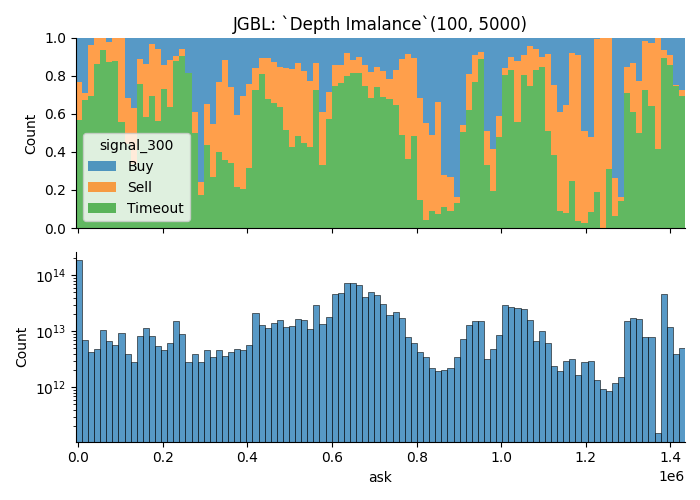 JGBL: `Depth Imalance`(100, 5000)
1.0
0.8
0.6
0.4
0.2
0.0
Count
signal_300
Buy
Sell
Timeout
10^14
10^13
10^12
Count
0.0 0.2 0.4 0.6 0.8 1.0 1.2 1.4
1e6
ask